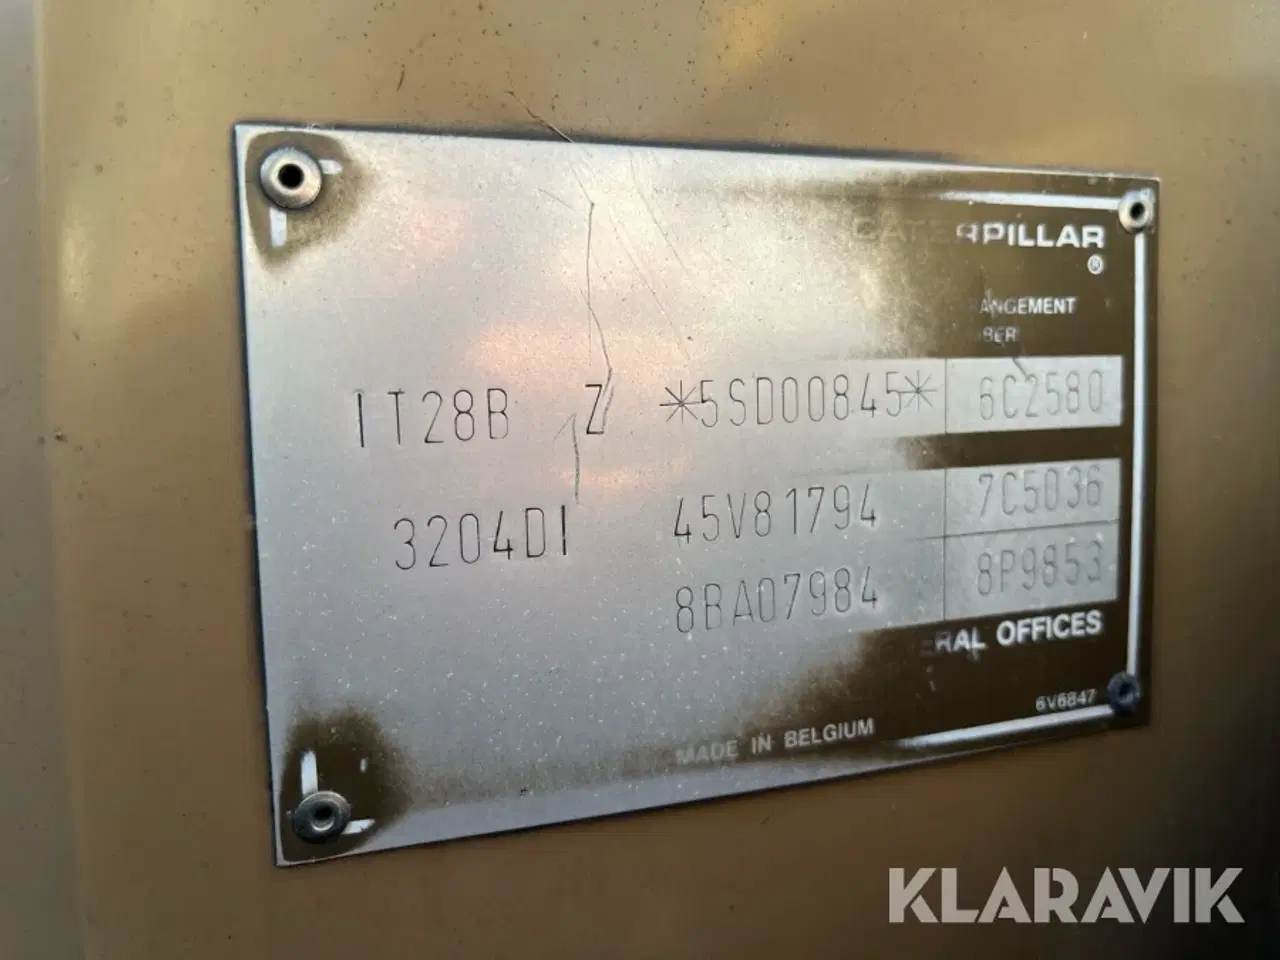 CATERPILLAR
®
ANGEMENT
BER
IT28B Z *5SD00845* 6C2580
3204DI 45V81794 7C5036
8BA07984 8P9853
ERAL OFFICES
6V6847
MADE IN BELGIUM
KLARAVIK